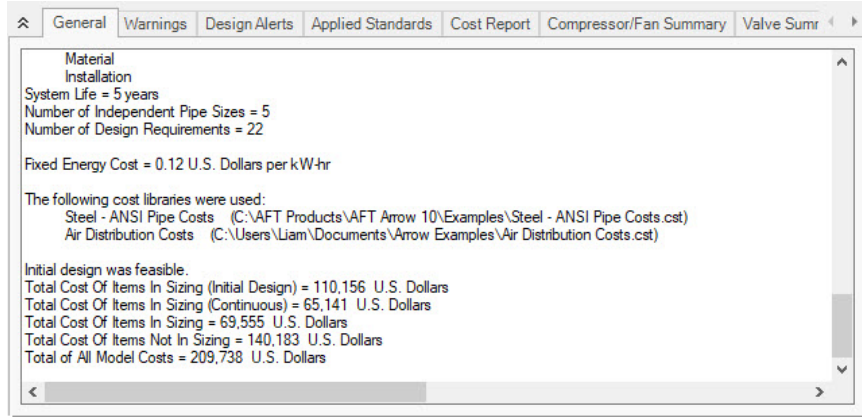 General Warnings Design Alerts Applied Standards Cost Report Compressor/Fan Summary Valve Sumr
Material
Installation
System Life = 5 years
Number of Independent Pipe Sizes = 5
Number of Design Requirements = 22
Fixed Energy Cost = 0.12 U.S. Dollars per kW-hr
The following cost libraries were used:
Steel - ANSI Pipe Costs (C:\AFT Products\AFT Arrow 10\Examples\Steel - ANSI Pipe Costs.cst)
Air Distribution Costs (C:\Users\Liam\Documents\Arrow Examples\Air Distribution Costs.cst)
Initial design was feasible.
Total Cost Of Items In Sizing (Initial Design) = 110,156 U.S. Dollars
Total Cost Of Items In Sizing (Continuous) = 65,141 U.S. Dollars
Total Cost Of Items In Sizing = 69,555 U.S. Dollars
Total Cost Of Items Not In Sizing = 140,183 U.S. Dollars
Total of All Model Costs = 209,738 U.S. Dollars